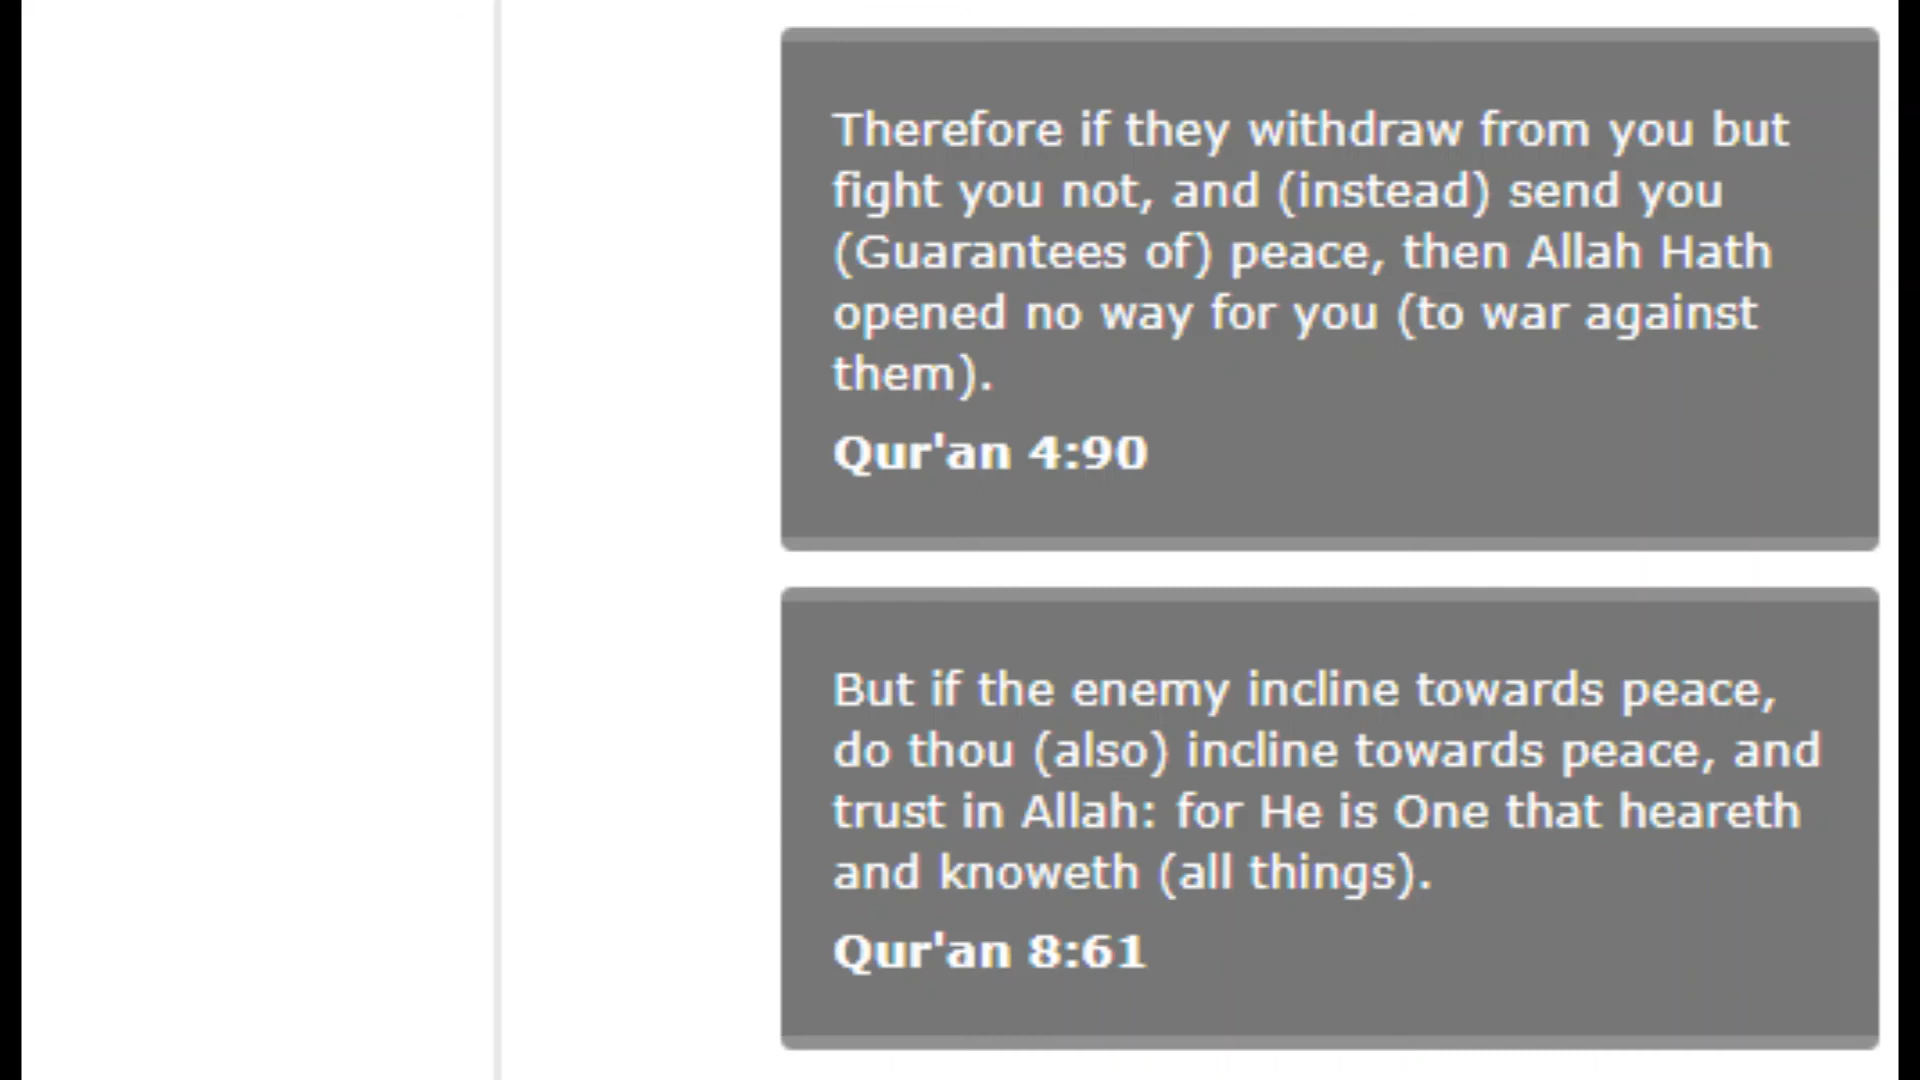 Therefore if they withdraw from you but
fight you not, and (instead) send you
(Guarantees of) peace, then Allah Hath
opened no way for you (to war against
them).
Qur'an 4:90
But if the enemy incline towards peace,
do thou (also) incline towards peace, and
trust in Allah: for He is One that heareth
and knoweth (all things).
Qur'an 8:61